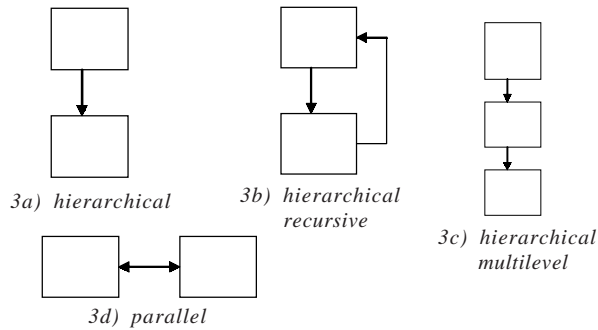 3a) hierarchical
3b) hierarchical
recursive
3c) hierarchical
multilevel
3d) parallel